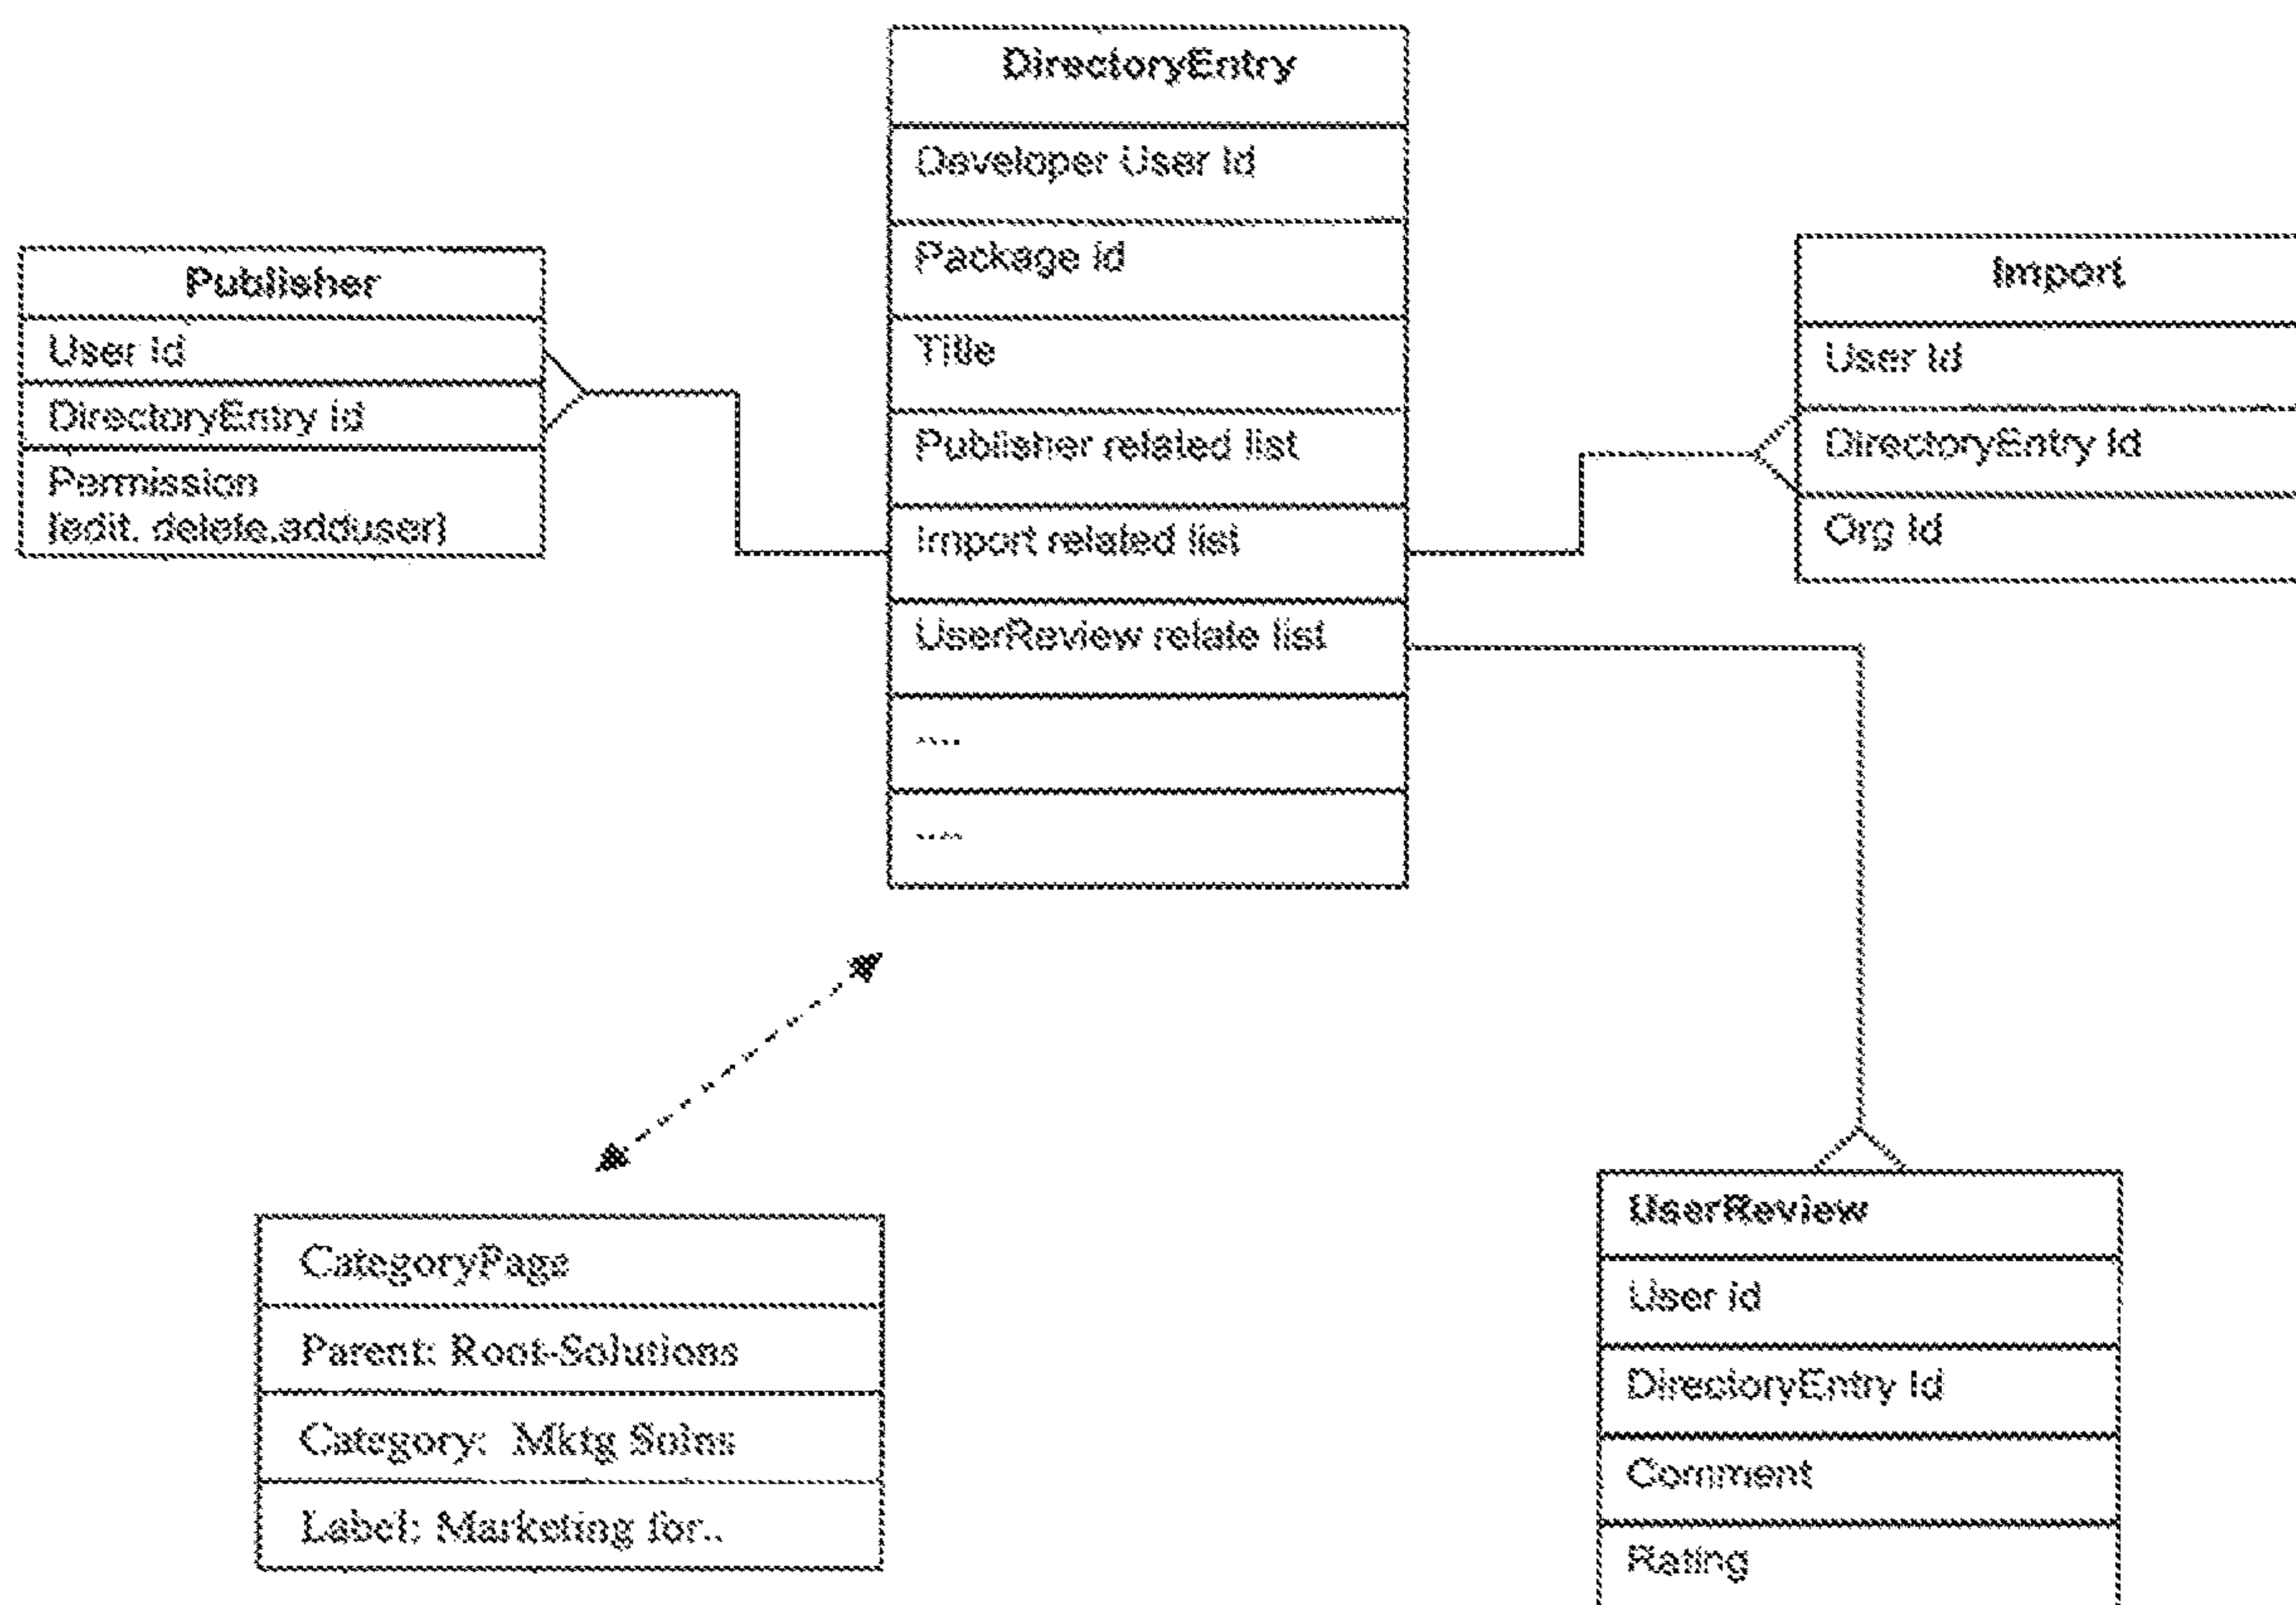 DirectoryEntry
Developer User Id
Package id
Title
Publisher related list
Import related list
UserReview relate list
....
....
Publisher
User Id
DirectoryEntry Id
Permission
[edit, delete,adduser]
Import
User Id
DirectoryEntry Id
Org Id
CategoryPage
Parent: Root-Solutions
Category: Mktg Solns
Label: Marketing for..
UserReview
User id
DirectoryEntry Id
Comment
Rating